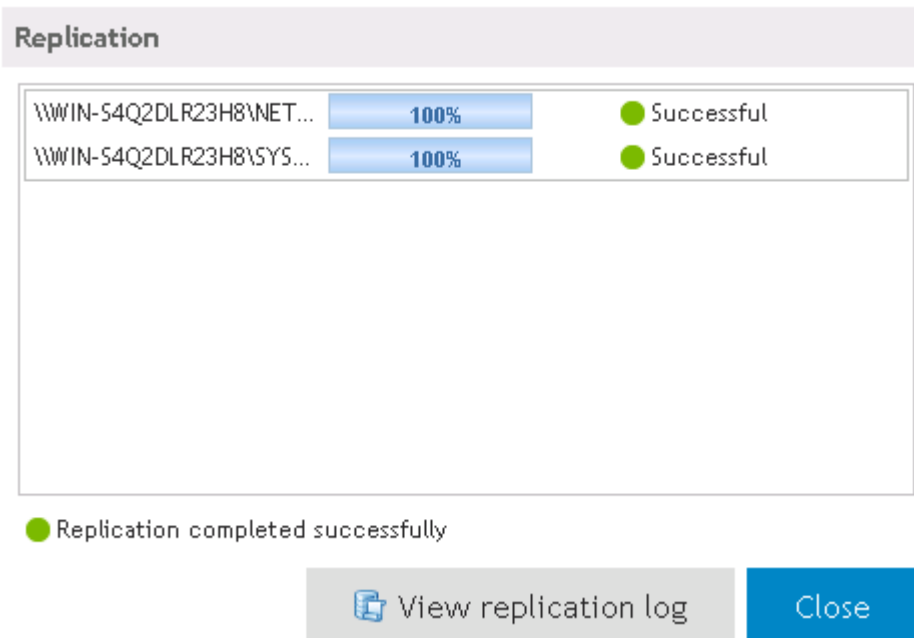 Replication
\\WIN-S4Q2DLR23H8\NET... 100% Successful
\\WIN-S4Q2DLR23H8\SYS... 100% Successful
Replication completed successfully
View replication log Close